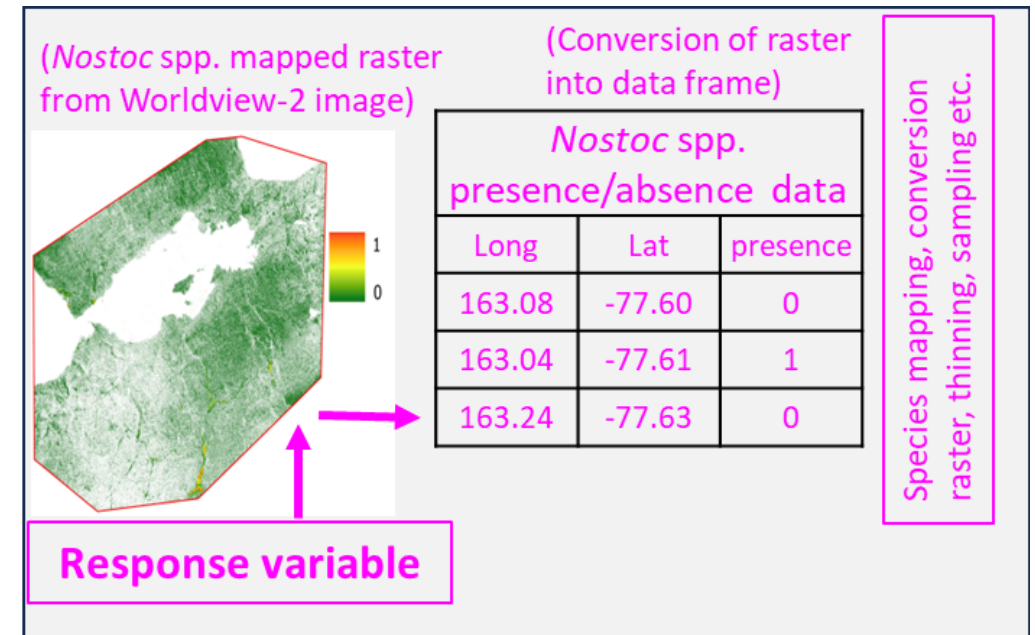 (Nostoc spp. mapped raster
from Worldview-2 image)
1
0
Response variable
(Conversion of raster
into data frame)
Nostoc spp.
presence/absence data
Long Lat presence
163.08 -77.60 0
163.04 -77.61 1
163.24 -77.63 0
Species mapping, conversion
raster, thinning, sampling etc.